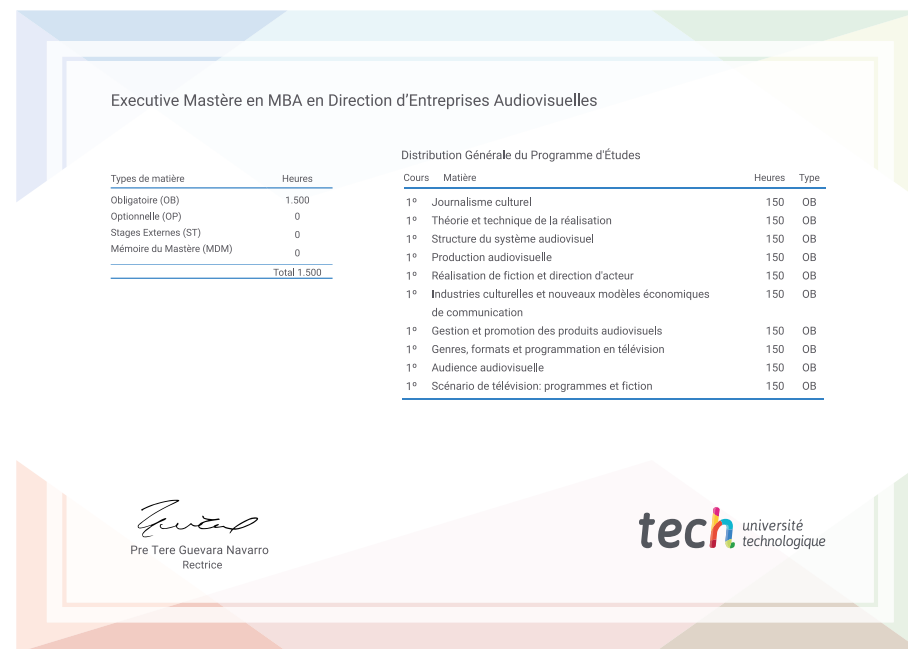 Executive Mastère en MBA en Direction d'Entreprises Audiovisuelles
Types de matière Heures
Obligatoire (OB) 1.500
Optionnelle (OP) 0
Stages Externes (ST) 0
Mémoire du Mastère (MDM) 0
Total 1.500
Distribution Générale du Programme d'Études
Cours Matière Heures Type
1º Journalisme culturel 150 OB
1º Théorie et technique de la réalisation 150 OB
1º Structure du système audiovisuel 150 OB
1º Production audiovisuelle 150 OB
1º Réalisation de fiction et direction d'acteur 150 OB
1º Industries culturelles et nouveaux modèles économiques 150 OB
de communication
1º Gestion et promotion des produits audiovisuels 150 OB
1º Genres, formats et programmation en télévision 150 OB
1º Audience audiovisuelle 150 OB
1º Scénario de télévision: programmes et fiction 150 OB
Pre Tere Guevara Navarro
Rectrice
tech université
technologique